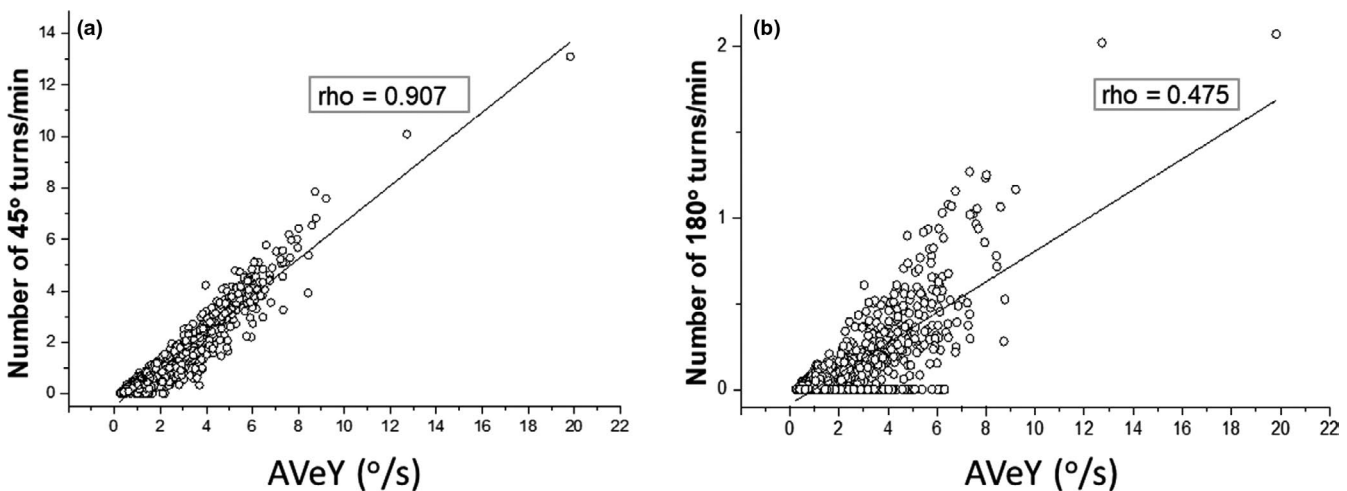 (a)
rho = 0.907
Number of 45° turns/min
14
12
10
8
6
4
2
0
0 2 4 6 8 10 12 14 16 18 20 22
AVeY (°/s)
(b)
rho = 0.475
Number of 180° turns/min
2
1
0
0 2 4 6 8 10 12 14 16 18 20 22
AVeY (°/s)